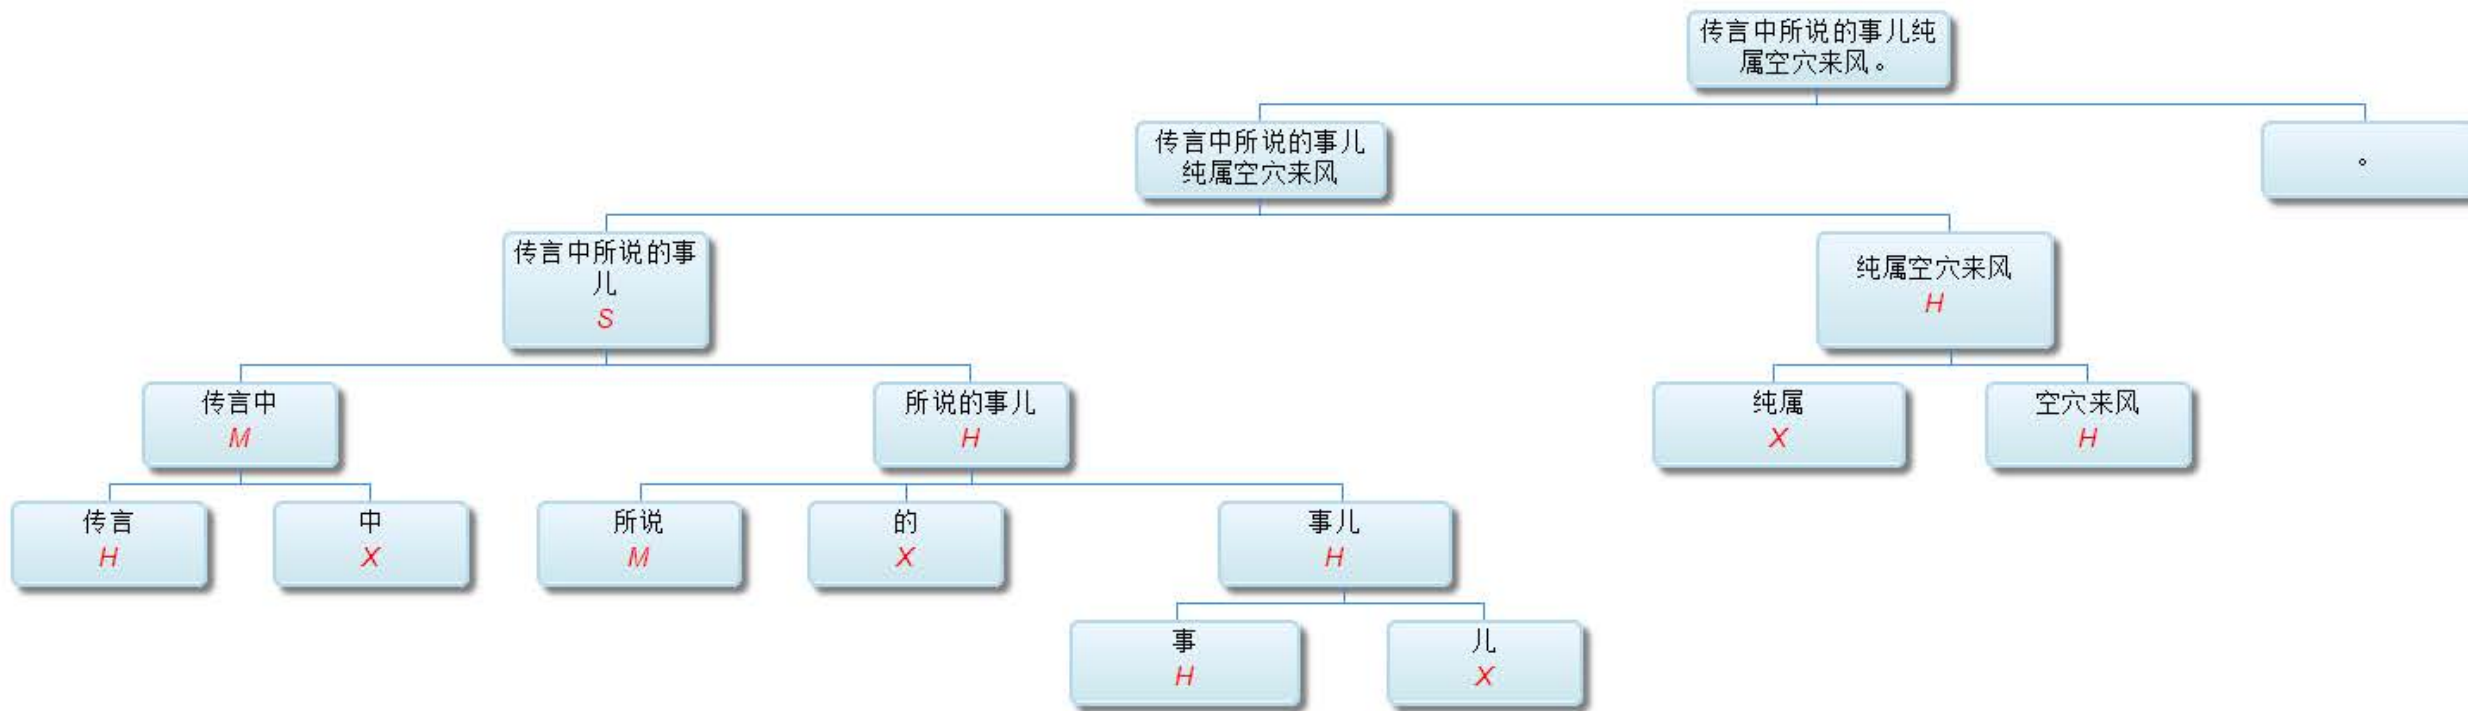 传言中所说的事儿纯
属空穴来风。
传言中所说的事儿
纯属空穴来风
。
传言中所说的事
儿
S
纯属空穴来风
H
传言中
M
所说的事儿
H
纯属
X
空穴来风
H
传言
H
中
X
所说
M
的
X
事儿
H
事
H
儿
X